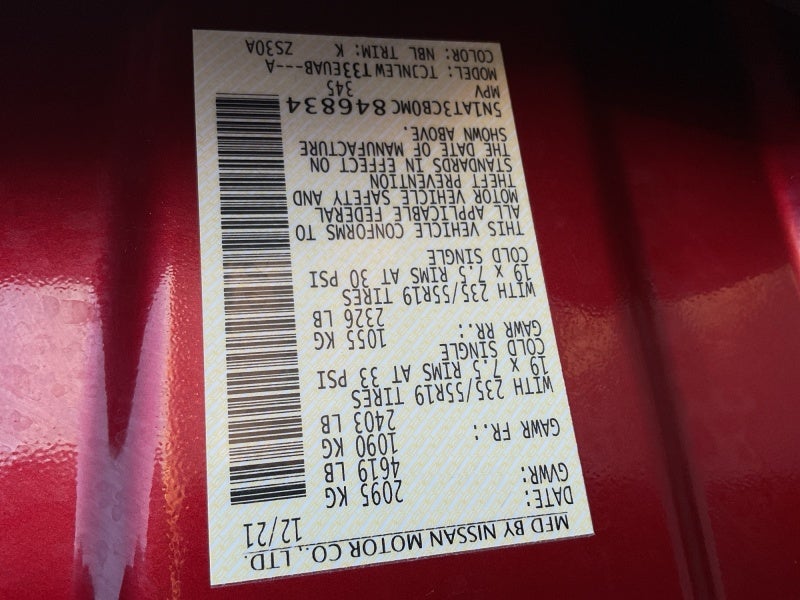 MFD BY NISSAN MOTOR CO., LTD.
DATE: 12/21
GVWR: 2095 KG
4619 LB
GAWR FR.: 1090 KG
2403 LB
WITH 235/55R19 TIRES
19 x 7.5 RIMS AT 33 PSI
COLD SINGLE
GAWR RR.: 1055 KG
2326 LB
WITH 235/55R19 TIRES
19 x 7.5 RIMS AT 30 PSI
COLD SINGLE
THIS VEHICLE CONFORMS TO
ALL APPLICABLE FEDERAL
MOTOR VEHICLE SAFETY AND
THEFT PREVENTION
STANDARDS IN EFFECT ON
THE DATE OF MANUFACTURE
SHOWN ABOVE.
5N1AT3CB0MC846834
MPV 345
MODEL: TCJNLEWT33EUAB---A
COLOR: NBL TRIM: K ZS30A